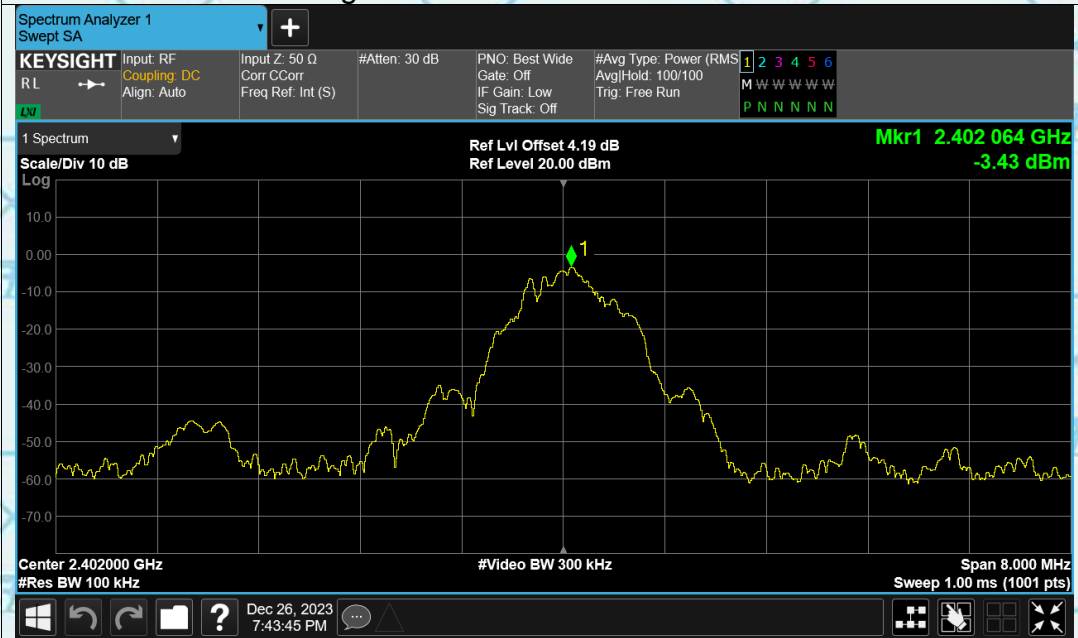 Spectrum Analyzer 1
Swept SA
+
KEYSIGHT Input: RF Input Z: 50 Ω #Atten: 30 dB PNO: Best Wide #Avg Type: Power (RMS 1 2 3 4 5 6
RL Coupling: DC Corr CCorr Gate: Off Avg|Hold: 100/100 M W W W W W
Align: Auto Freq Ref: Int (S) IF Gain: Low Trig: Free Run
LXI Sig Track: Off P N N N N N
1 Spectrum
Ref Lvl Offset 4.19 dB Mkr1 2.402 064 GHz
Scale/Div 10 dB Ref Level 20.00 dBm -3.43 dBm
Log
10.0
0.00
1
-10.0
-20.0
-30.0
-40.0
-50.0
-60.0
-70.0
Center 2.402000 GHz #Video BW 300 kHz Span 8.000 MHz
#Res BW 100 kHz Sweep 1.00 ms (1001 pts)
? Dec 26, 2023
7:43:45 PM